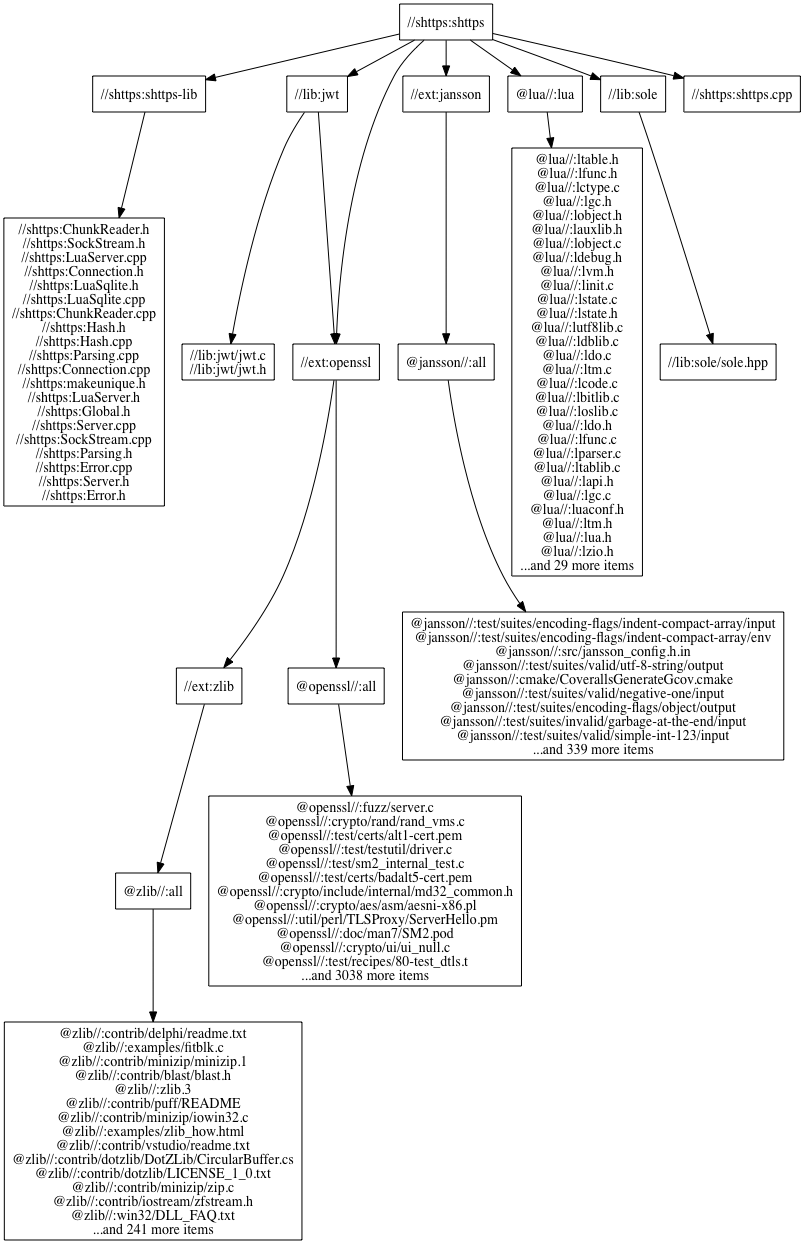 //shttps:shttps
//shttps:shttps-lib
//lib:jwt
//ext:jansson
@lua//:lua
//lib:sole
//shttps:shttps.cpp
//shttps:ChunkReader.h
//shttps:SockStream.h
//shttps:LuaServer.cpp
//shttps:Connection.h
//shttps:LuaSqlite.h
//shttps:LuaSqlite.cpp
//shttps:ChunkReader.cpp
//shttps:Hash.h
//shttps:Hash.cpp
//shttps:Parsing.cpp
//shttps:Connection.cpp
//shttps:makeunique.h
//shttps:LuaServer.h
//shttps:Global.h
//shttps:Server.cpp
//shttps:SockStream.cpp
//shttps:Parsing.h
//shttps:Error.cpp
//shttps:Server.h
//shttps:Error.h
//lib:jwt/jwt.c
//lib:jwt/jwt.h
//ext:openssl
@jansson//:all
@lua//:ltable.h
@lua//:lfunc.h
@lua//:lctype.c
@lua//:lgc.h
@lua//:lobject.h
@lua//:lauxlib.h
@lua//:lobject.c
@lua//:ldebug.h
@lua//:lvm.h
@lua//:linit.c
@lua//:lstate.c
@lua//:lstate.h
@lua//:lutf8lib.c
@lua//:ldblib.c
@lua//:ldo.c
@lua//:ltm.c
@lua//:lcode.c
@lua//:lbitlib.c
@lua//:loslib.c
@lua//:ldo.h
@lua//:lfunc.c
@lua//:lparser.c
@lua//:ltablib.c
@lua//:lapi.h
@lua//:lgc.c
@lua//:luaconf.h
@lua//:ltm.h
@lua//:lua.h
@lua//:lzio.h
...and 29 more items
//lib:sole/sole.hpp
@jansson//:test/suites/encoding-flags/indent-compact-array/input
@jansson//:test/suites/encoding-flags/indent-compact-array/env
@jansson//:src/jansson_config.h.in
@jansson//:test/suites/valid/utf-8-string/output
@jansson//:cmake/CoverallsGenerateGcov.cmake
@jansson//:test/suites/valid/negative-one/input
@jansson//:test/suites/encoding-flags/object/output
@jansson//:test/suites/invalid/garbage-at-the-end/input
@jansson//:test/suites/valid/simple-int-123/input
...and 339 more items
//ext:zlib
@openssl//:all
@openssl//:fuzz/server.c
@openssl//:crypto/rand/rand_vms.c
@openssl//:test/certs/alt1-cert.pem
@openssl//:test/testutil/driver.c
@openssl//:test/sm2_internal_test.c
@openssl//:test/certs/badalt5-cert.pem
@openssl//:crypto/include/internal/md32_common.h
@openssl//:crypto/aes/asm/aesni-x86.pl
@openssl//:util/perl/TLSProxy/ServerHello.pm
@openssl//:doc/man7/SM2.pod
@openssl//:crypto/ui/ui_null.c
@openssl//:test/recipes/80-test_dtls.t
...and 3038 more items
@zlib//:all
@zlib//:contrib/delphi/readme.txt
@zlib//:examples/fitblk.c
@zlib//:contrib/minizip/minizip.1
@zlib//:contrib/blast/blast.h
@zlib//:zlib.3
@zlib//:contrib/puff/README
@zlib//:contrib/minizip/iowin32.c
@zlib//:examples/zlib_how.html
@zlib//:contrib/vstudio/readme.txt
@zlib//:contrib/dotzlib/DotZLib/CircularBuffer.cs
@zlib//:contrib/dotzlib/LICENSE_1_0.txt
@zlib//:contrib/minizip/zip.c
@zlib//:contrib/iostream/zfstream.h
@zlib//:win32/DLL_FAQ.txt
...and 241 more items